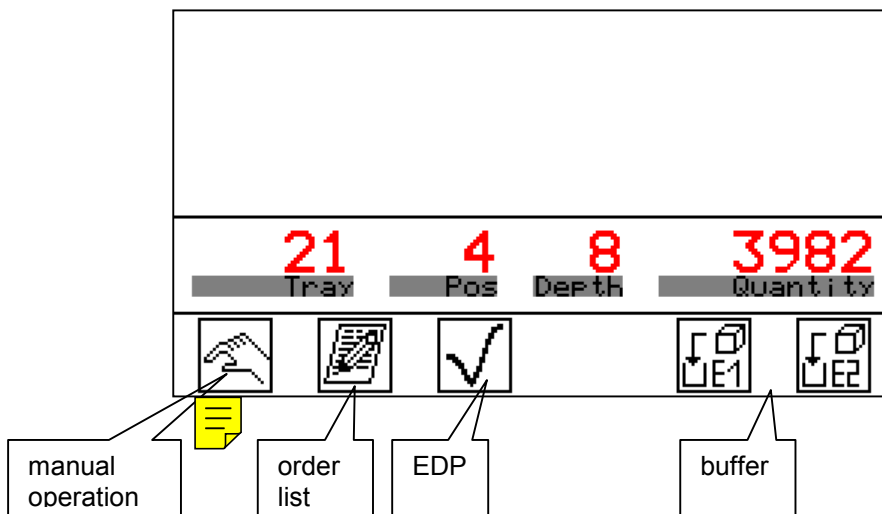 21 4 8 3982
Tray Pos Depth Quantity
E1 E2
manual operation
order list
EDP
buffer